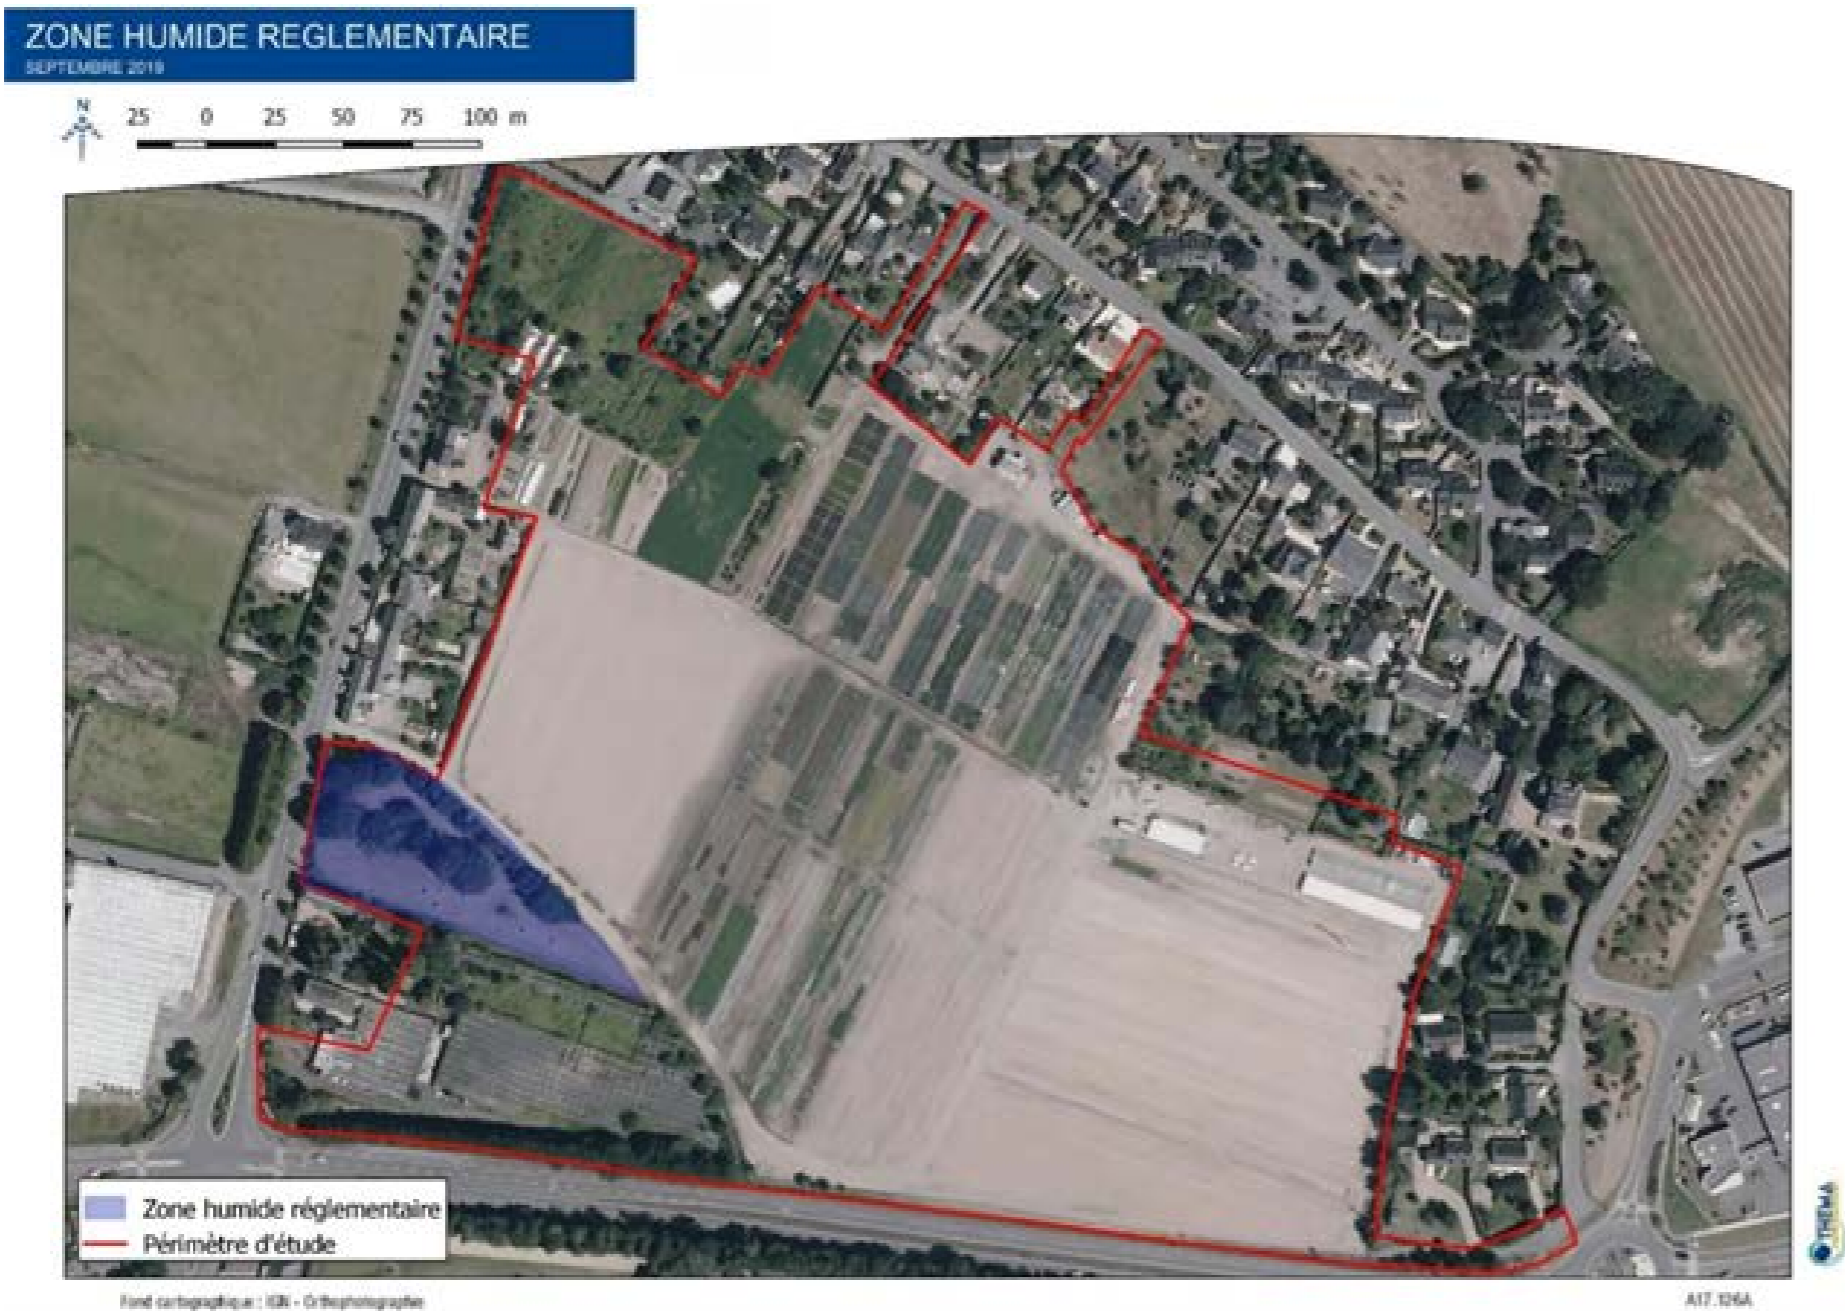 ZONE HUMIDE REGLEMENTAIRE
SEPTEMBRE 2019
N
25 0 25 50 75 100 m
Zone humide réglementaire
Périmètre d'étude
THEMA
Fond cartographique : IGN - Orthophotographie
A17.126A